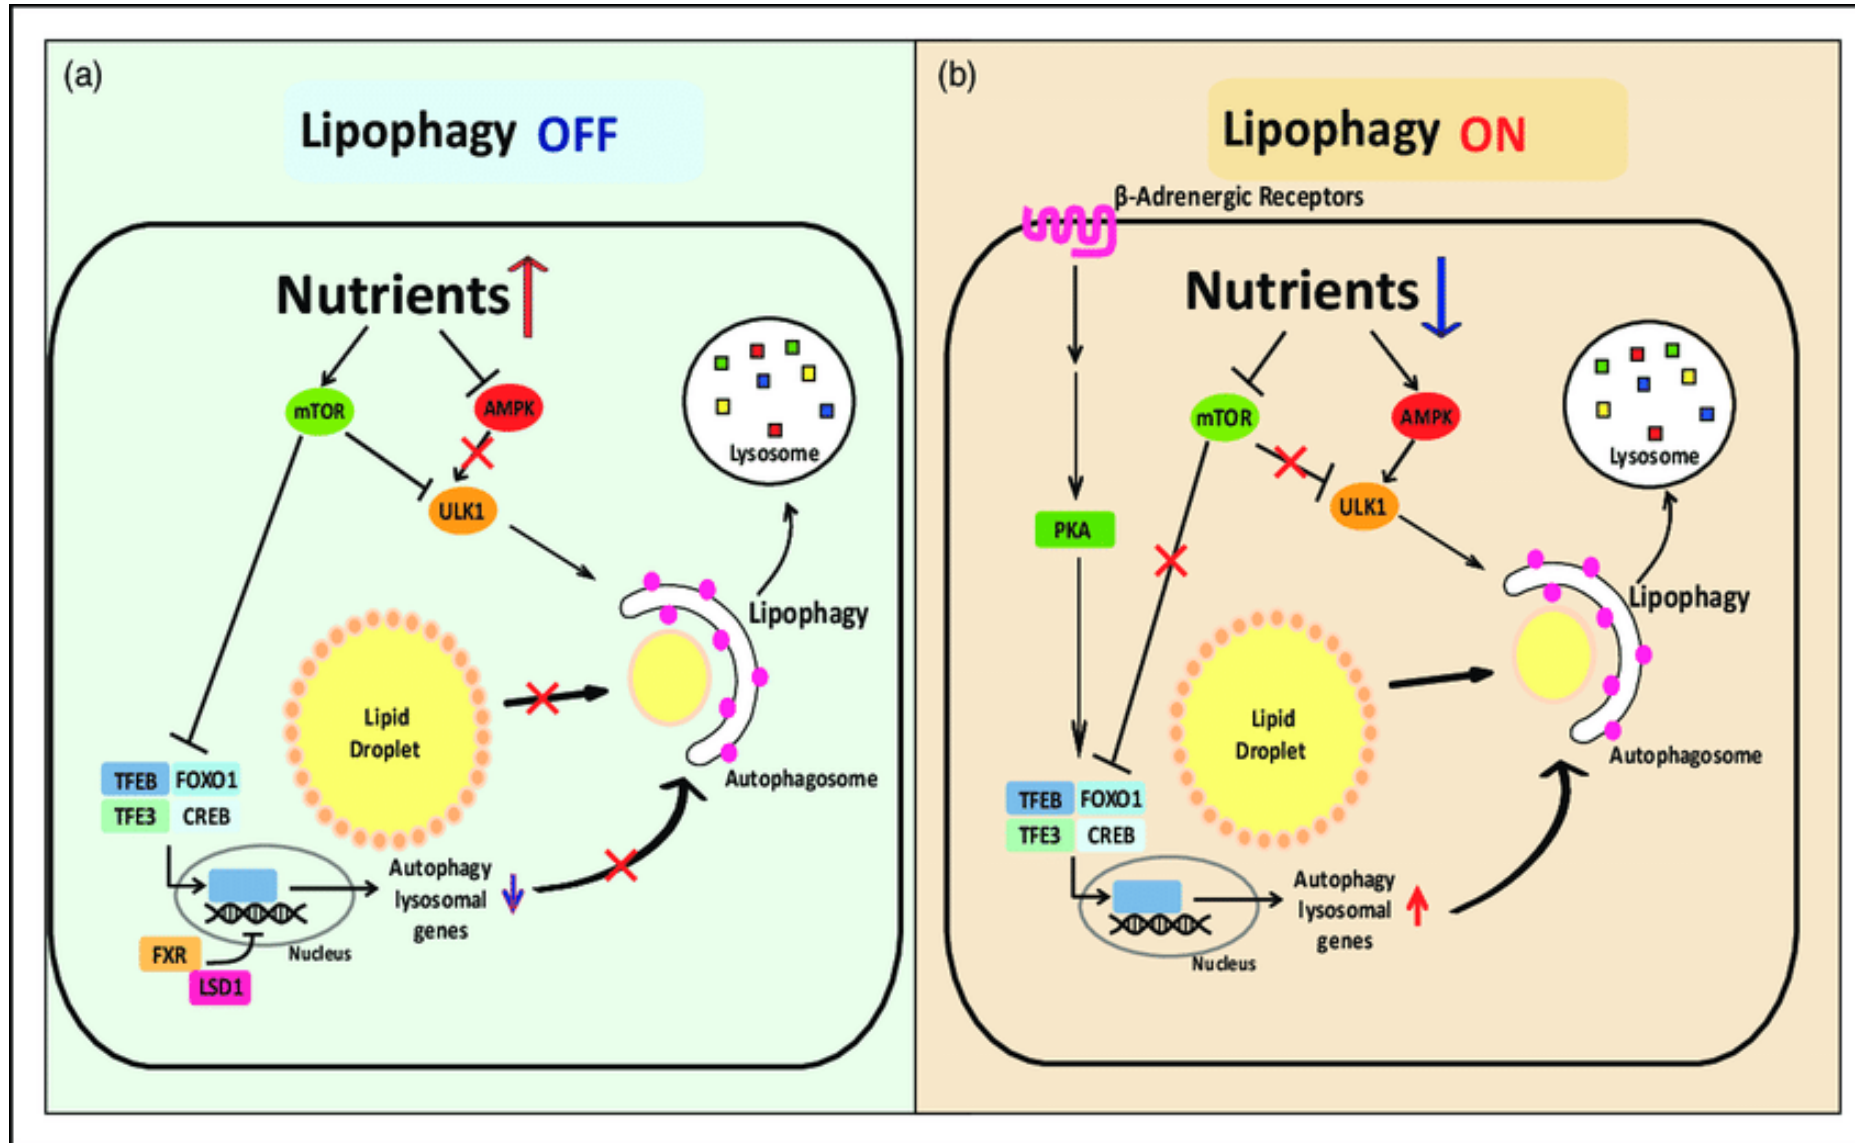 (a)
Lipophagy OFF
Nutrients
mTOR
AMPK
ULK1
Lysosome
Lipophagy
Lipid
Droplet
Autophagosome
TFEB FOXO1
TFE3 CREB
Autophagy
lysosomal
genes
Nucleus
FXR
LSD1
(b)
Lipophagy ON
β-Adrenergic Receptors
Nutrients
mTOR
AMPK
ULK1
Lysosome
PKA
Lipophagy
Lipid
Droplet
Autophagosome
TFEB FOXO1
TFE3 CREB
Autophagy
lysosomal
genes
Nucleus